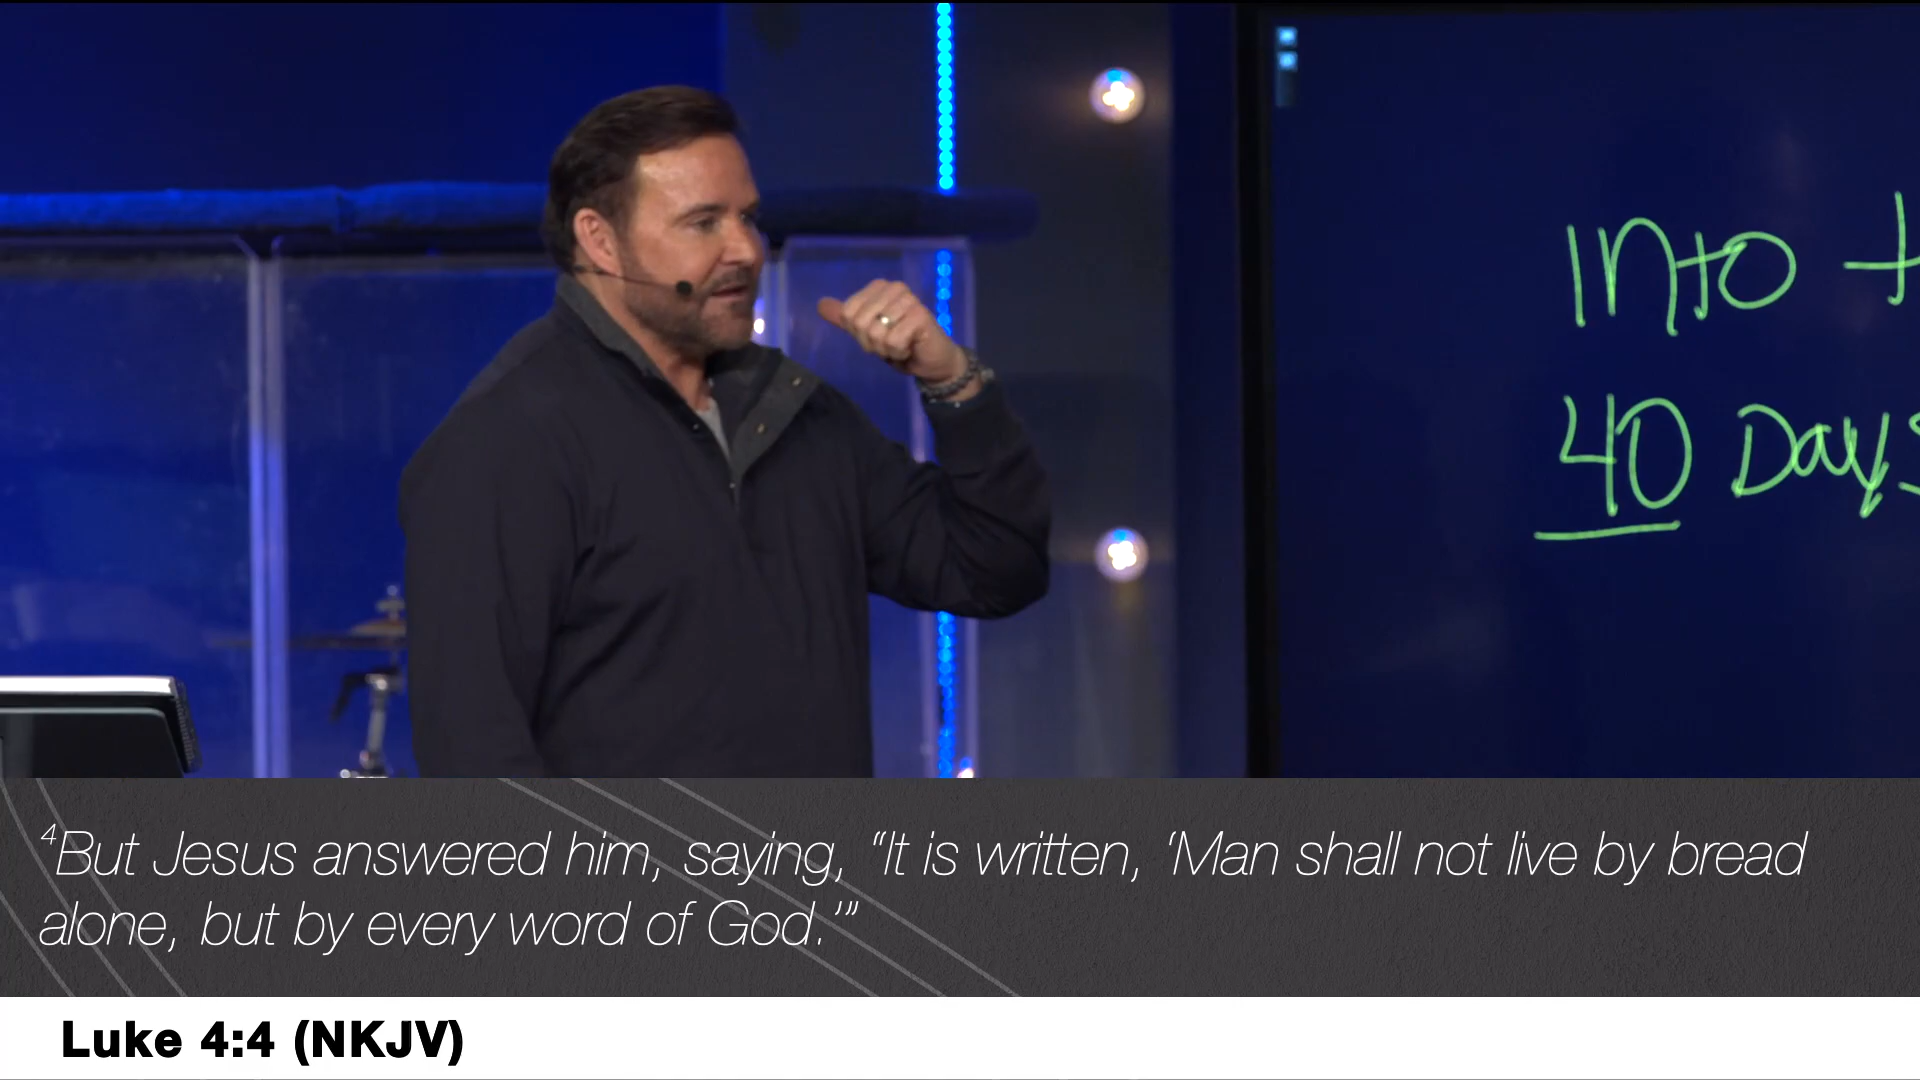 Into
40 Days
⁴But Jesus answered him, saying, “It is written, ‘Man shall not live by bread
alone, but by every word of God.’”
Luke 4:4 (NKJV)